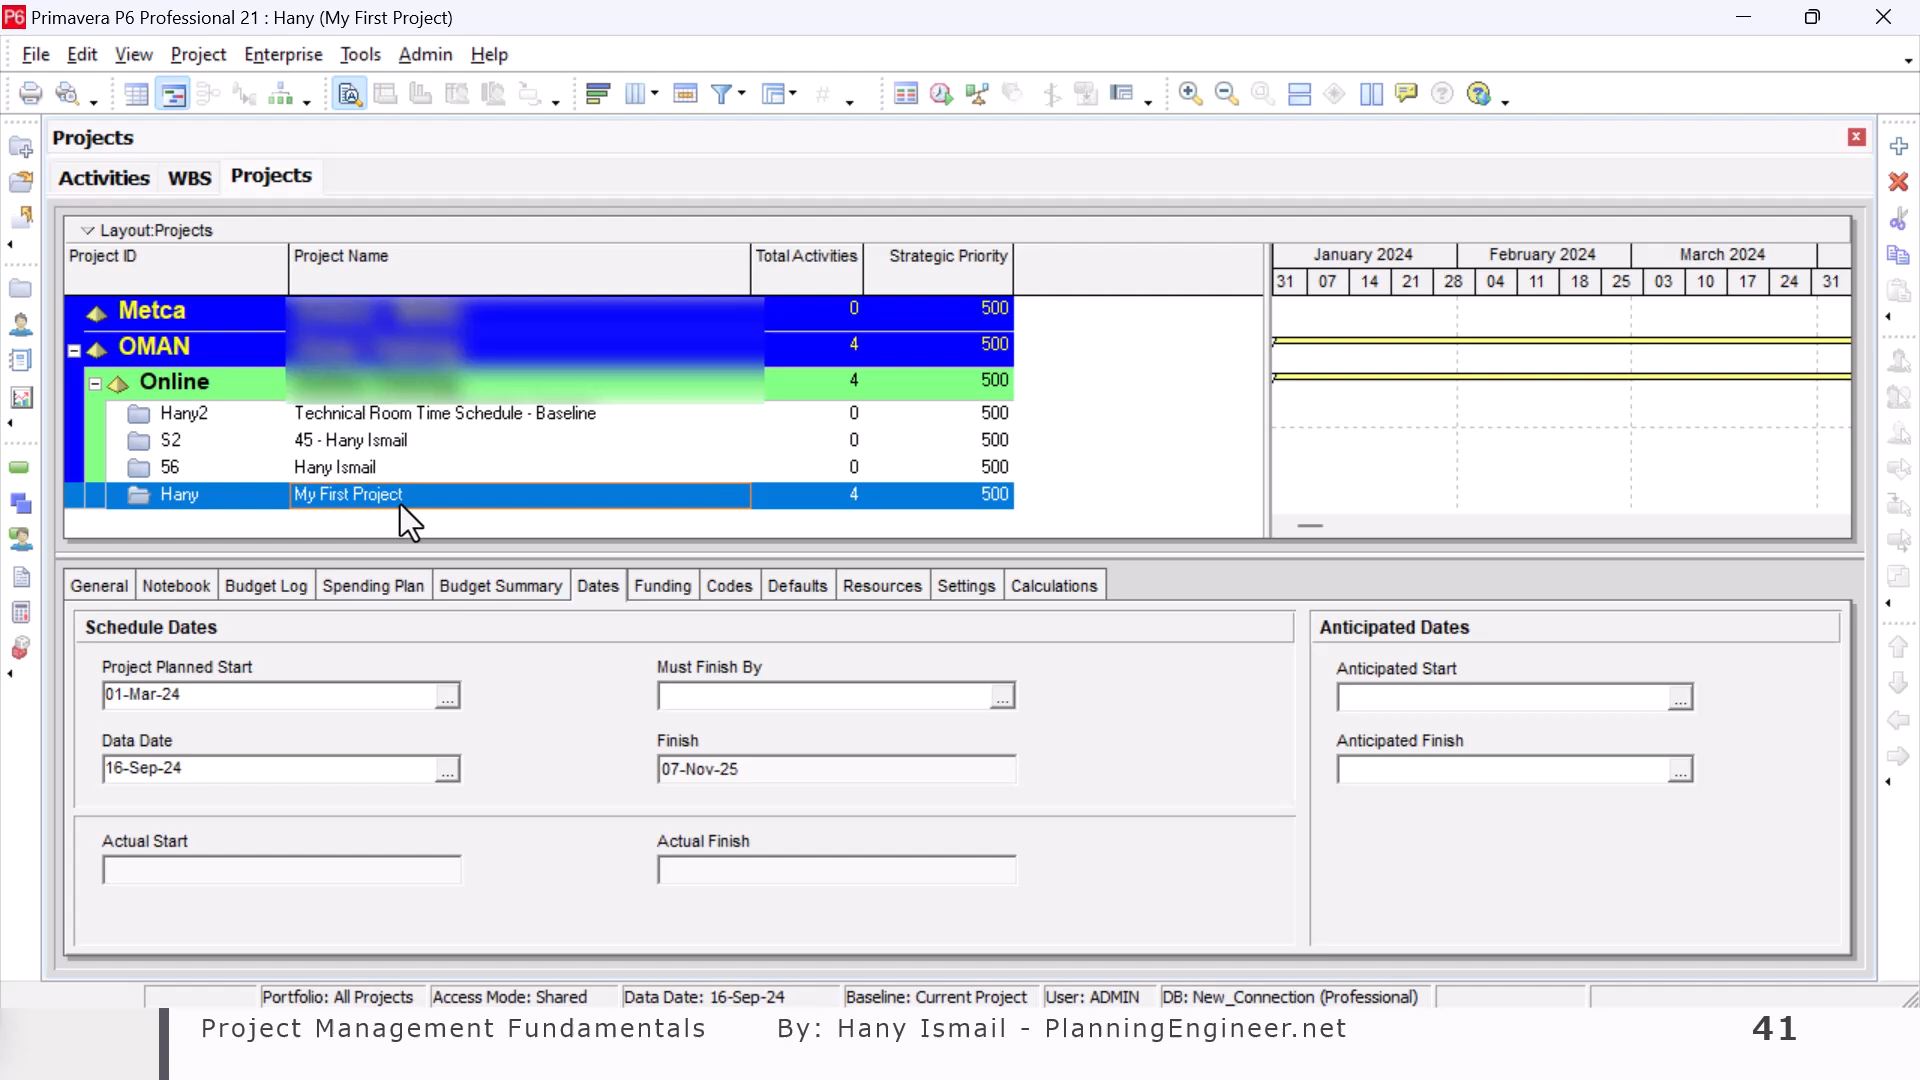 P6 Primavera P6 Professional 21 : Hany (My First Project)
File Edit View Project Enterprise Tools Admin Help
Projects
Activities WBS Projects
Layout:Projects
Project ID Project Name Total Activities Strategic Priority January 2024 February 2024 March 2024
31 07 14 21 28 04 11 18 25 03 10 17 24 31
Metca 0 500
OMAN 4 500
Online 4 500
Hany2 Technical Room Time Schedule - Baseline 0 500
S2 45 - Hany Ismail 0 500
56 Hany Ismail 0 500
Hany My First Project 4 500
General Notebook Budget Log Spending Plan Budget Summary Dates Funding Codes Defaults Resources Settings Calculations
Schedule Dates Anticipated Dates
Project Planned Start Must Finish By Anticipated Start
01-Mar-24 ... ... ...
Data Date Finish Anticipated Finish
16-Sep-24 ... 07-Nov-25 ...
Actual Start Actual Finish
Portfolio: All Projects Access Mode: Shared Data Date: 16-Sep-24 Baseline: Current Project User: ADMIN DB: New_Connection (Professional)
Project Management Fundamentals By: Hany Ismail - PlanningEngineer.net 41